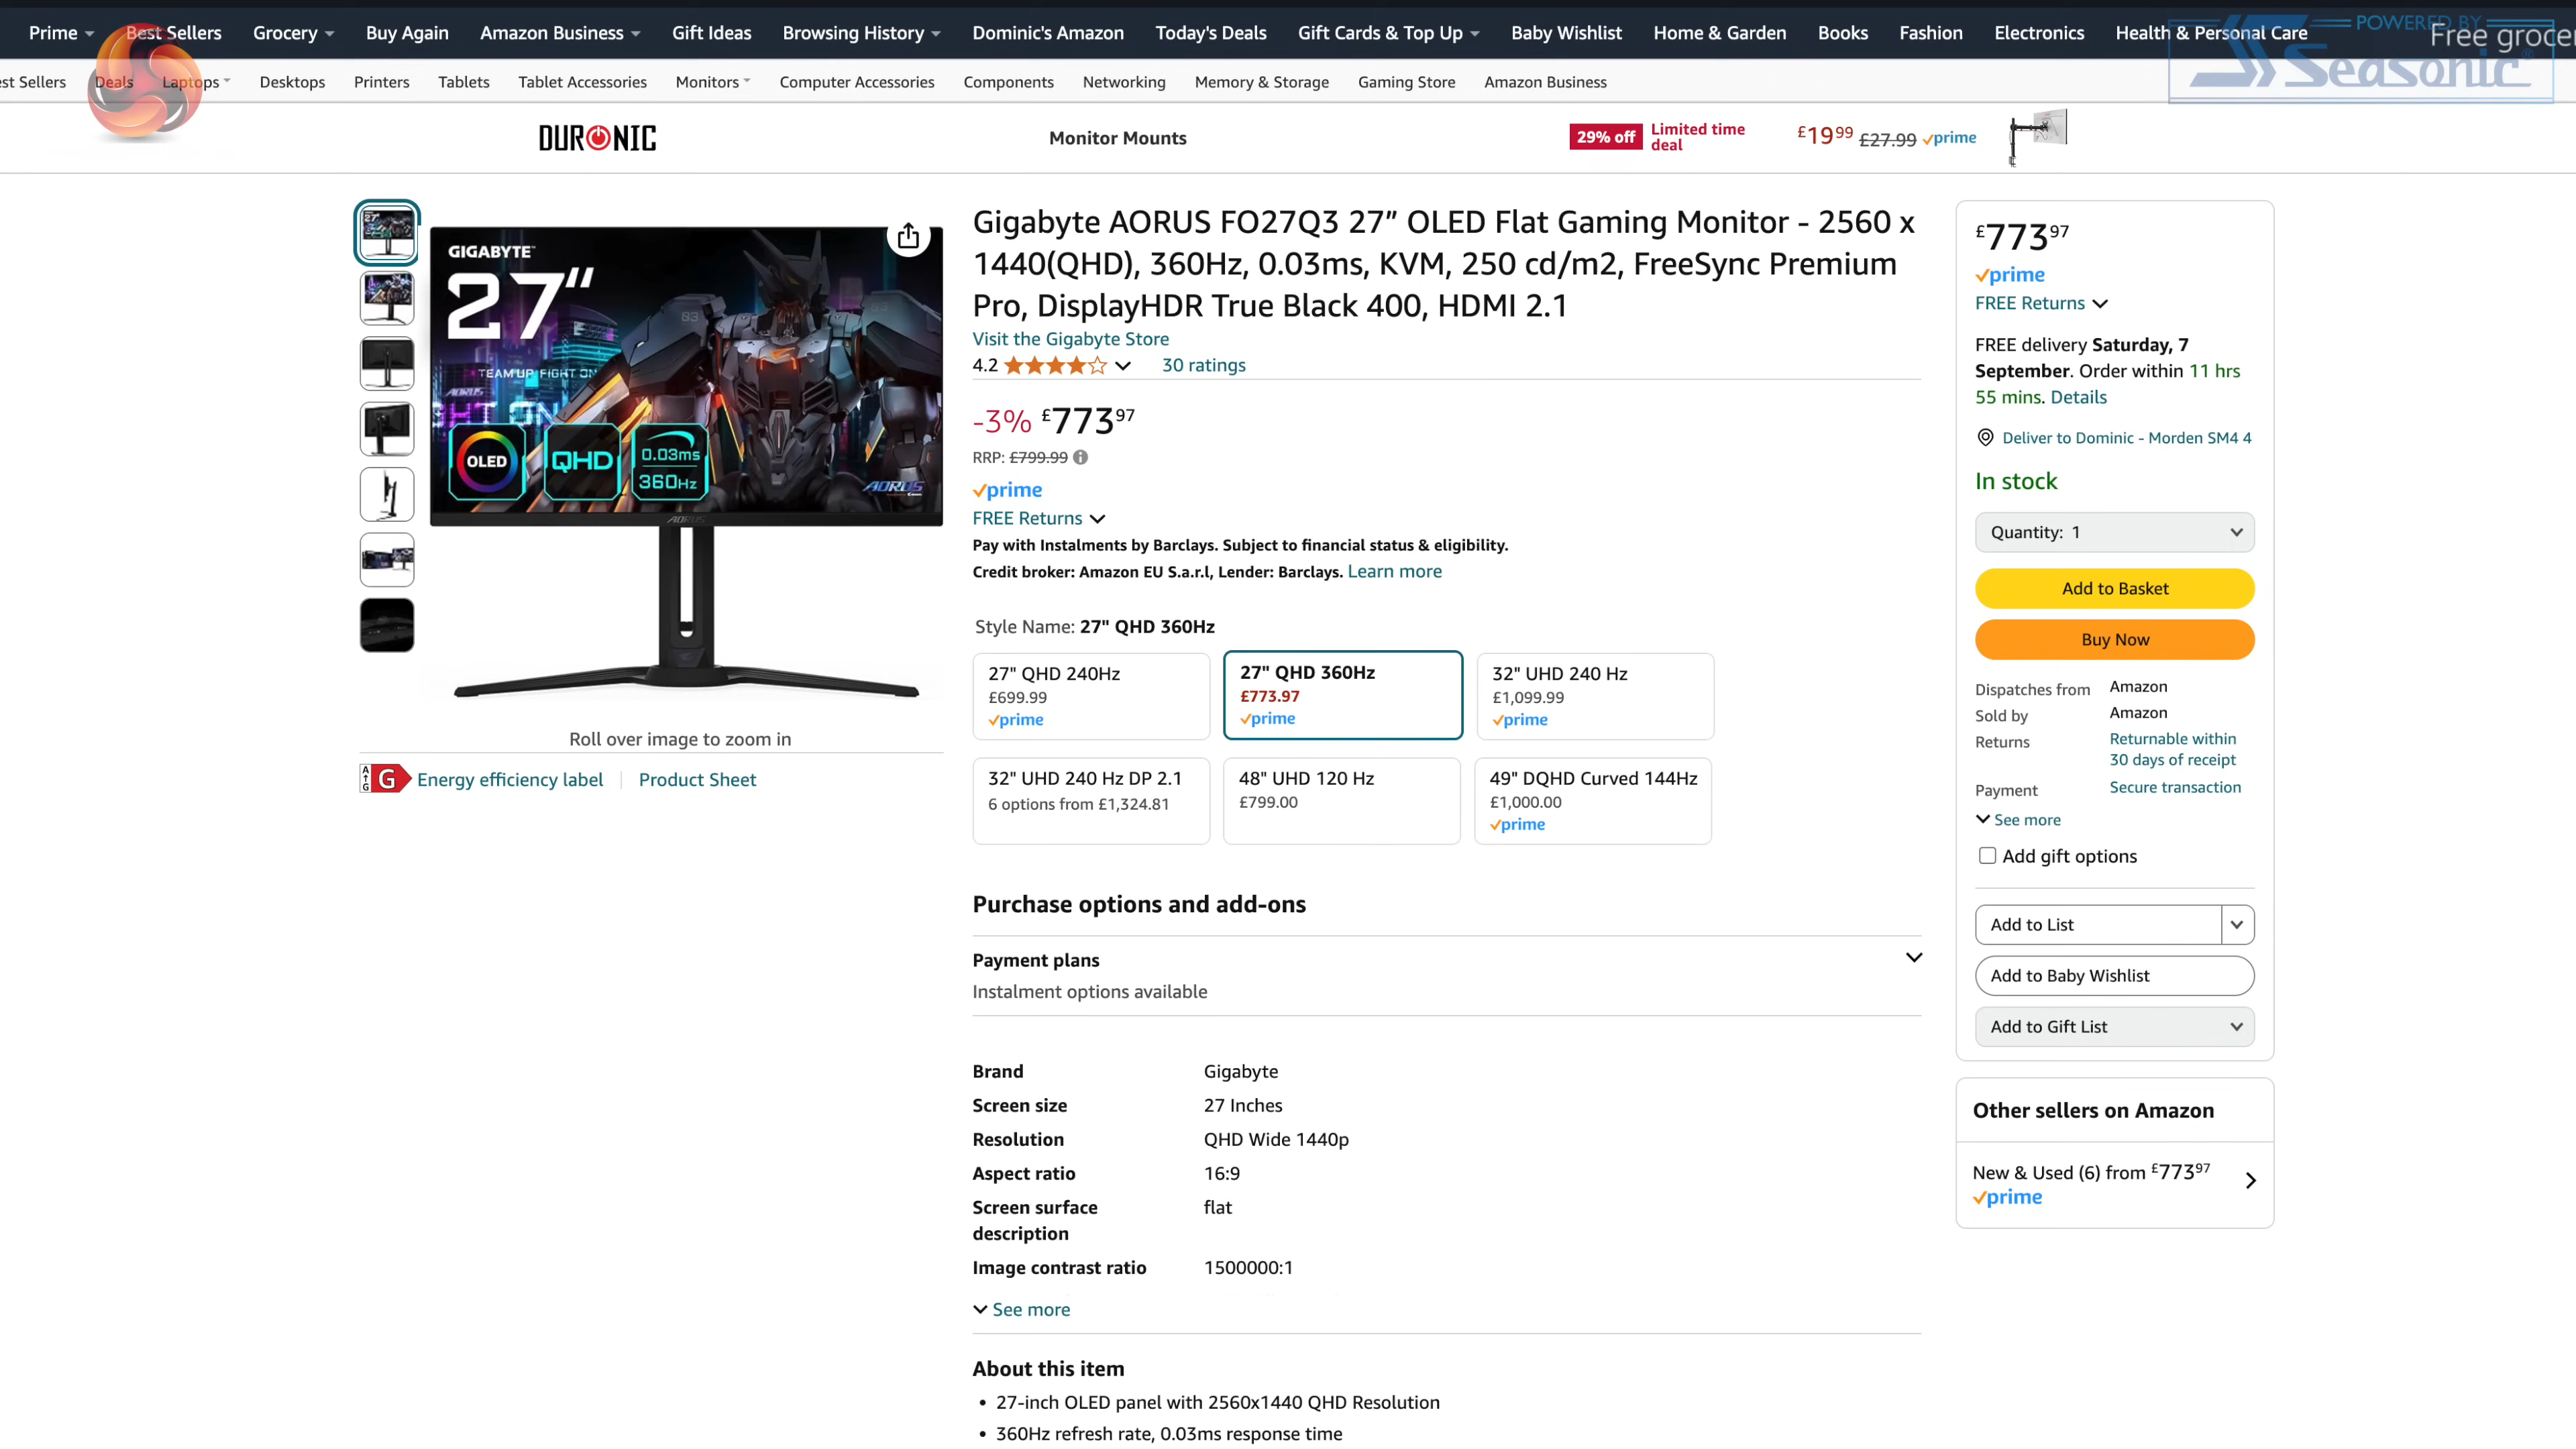 Prime
Best Sellers
Grocery
Buy Again
Amazon Business
Gift Ideas
Browsing History
Dominic's Amazon
Today's Deals
Gift Cards & Top Up
Baby Wishlist
Home & Garden
Books
Fashion
Electronics
Health & Personal Care
Free grocer
POWERED BY
Seasonic
est Sellers
Deals
Laptops
Desktops
Printers
Tablets
Tablet Accessories
Monitors
Computer Accessories
Components
Networking
Memory & Storage
Gaming Store
Amazon Business
DURONIC
Monitor Mounts
29% off
Limited time
deal
£19.99 £27.99 prime
GIGABYTE™
27"
TEAM UP. FIGHT ON.
AORUS
OLED
QHD
0.03ms
360Hz
AORUS
AORUS
Roll over image to zoom in
A
G
G
Energy efficiency label | Product Sheet
Gigabyte AORUS FO27Q3 27” OLED Flat Gaming Monitor - 2560 x
1440(QHD), 360Hz, 0.03ms, KVM, 250 cd/m2, FreeSync Premium
Pro, DisplayHDR True Black 400, HDMI 2.1
Visit the Gigabyte Store
4.2 30 ratings
-3% £773.97
RRP: £799.99
prime
FREE Returns
Pay with Instalments by Barclays. Subject to financial status & eligibility.
Credit broker: Amazon EU S.a.r.l, Lender: Barclays. Learn more
Style Name: 27" QHD 360Hz
27" QHD 240Hz
£699.99
prime
27" QHD 360Hz
£773.97
prime
32" UHD 240 Hz
£1,099.99
prime
32" UHD 240 Hz DP 2.1
6 options from £1,324.81
48" UHD 120 Hz
£799.00
49" DQHD Curved 144Hz
£1,000.00
prime
Purchase options and add-ons
Payment plans
Instalment options available
Brand Gigabyte
Screen size 27 Inches
Resolution QHD Wide 1440p
Aspect ratio 16:9
Screen surface flat
description
Image contrast ratio 1500000:1
See more
About this item
• 27-inch OLED panel with 2560x1440 QHD Resolution
• 360Hz refresh rate, 0.03ms response time
£773.97
prime
FREE Returns
FREE delivery Saturday, 7
September. Order within 11 hrs
55 mins. Details
Deliver to Dominic - Morden SM4 4
In stock
Quantity: 1
Add to Basket
Buy Now
Dispatches from Amazon
Sold by Amazon
Returns Returnable within
30 days of receipt
Payment Secure transaction
See more
Add gift options
Add to List
Add to Baby Wishlist
Add to Gift List
Other sellers on Amazon
New & Used (6) from £773.97
prime